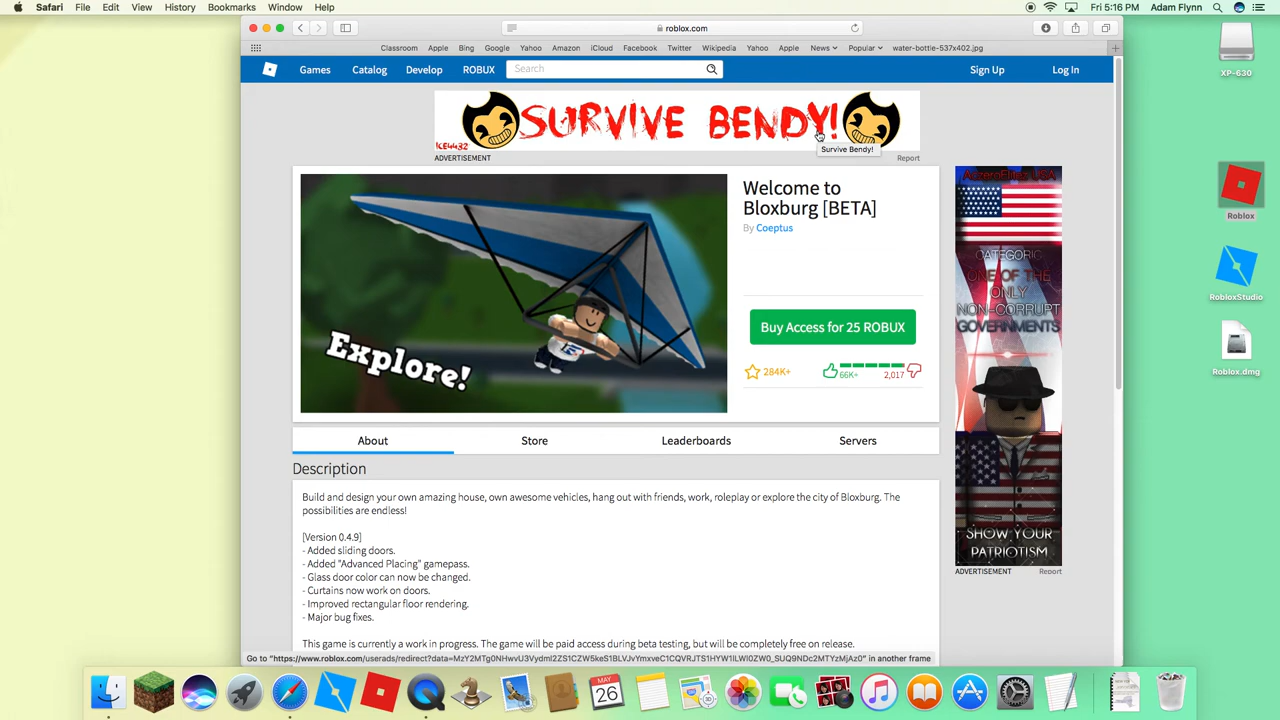 Safari File Edit View History Bookmarks Window Help
Fri 5:16 PM Adam Flynn
roblox.com
Classroom Apple Bing Google Yahoo Amazon iCloud Facebook Twitter Wikipedia Yahoo Apple News Popular water-bottle-537x402.jpg
Games Catalog Develop ROBUX Search Sign Up Log In
SURVIVE BENDY!
ICE4432
Survive Bendy!
ADVERTISEMENT Report
Welcome to
Bloxburg [BETA]
By Coeptus
Buy Access for 25 ROBUX
284K+ 66K+ 2,017
Explore!
CATEGORIC
ONE OF THE
ONLY
NON-CORRUPT
GOVERNMENTS
SHOW YOUR
PATRIOTISM
ADVERTISEMENT Report
About Store Leaderboards Servers
Description
Build and design your own amazing house, own awesome vehicles, hang out with friends, work, roleplay or explore the city of Bloxburg. The
possibilities are endless!
[Version 0.4.9]
- Added sliding doors.
- Added "Advanced Placing" gamepass.
- Glass door color can now be changed.
- Curtains now work on doors.
- Improved rectangular floor rendering.
- Major bug fixes.
This game is currently a work in progress. The game will be paid access during beta testing, but will be completely free on release.
XP-630
Roblox
RobloxStudio
Roblox.dmg
MAY
26